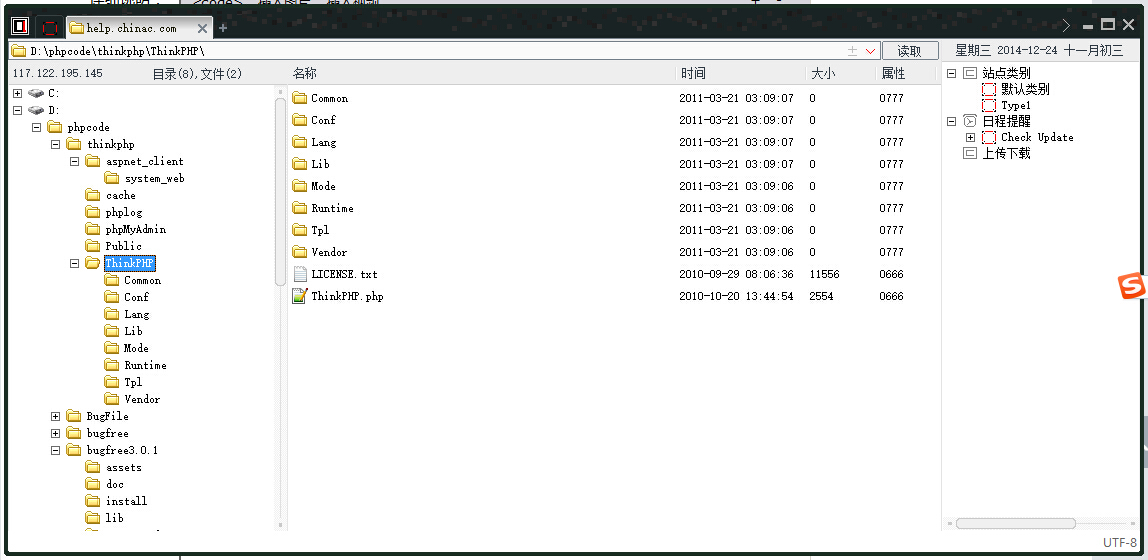 help.chinac.com
D:\phpcode\thinkphp\ThinkPHP\
读取
星期三 2014-12-24 十一月初三
117.122.195.145 目录(8),文件(2)
名称 时间 大小 属性
C:
D:
phpcode
thinkphp
aspnet_client
system_web
cache
phplog
phpMyAdmin
Public
ThinkPHP
Common
Conf
Lang
Lib
Mode
Runtime
Tpl
Vendor
BugFile
bugfree
bugfree3.0.1
assets
doc
install
lib
Common 2011-03-21 03:09:07 0 0777
Conf 2011-03-21 03:09:07 0 0777
Lang 2011-03-21 03:09:07 0 0777
Lib 2011-03-21 03:09:07 0 0777
Mode 2011-03-21 03:09:06 0 0777
Runtime 2011-03-21 03:09:06 0 0777
Tpl 2011-03-21 03:09:06 0 0777
Vendor 2011-03-21 03:09:06 0 0777
LICENSE.txt 2010-09-29 08:06:36 11556 0666
ThinkPHP.php 2010-10-20 13:44:54 2554 0666
站点类别
默认类别
Type1
日程提醒
Check Update
上传下载
S
UTF-8